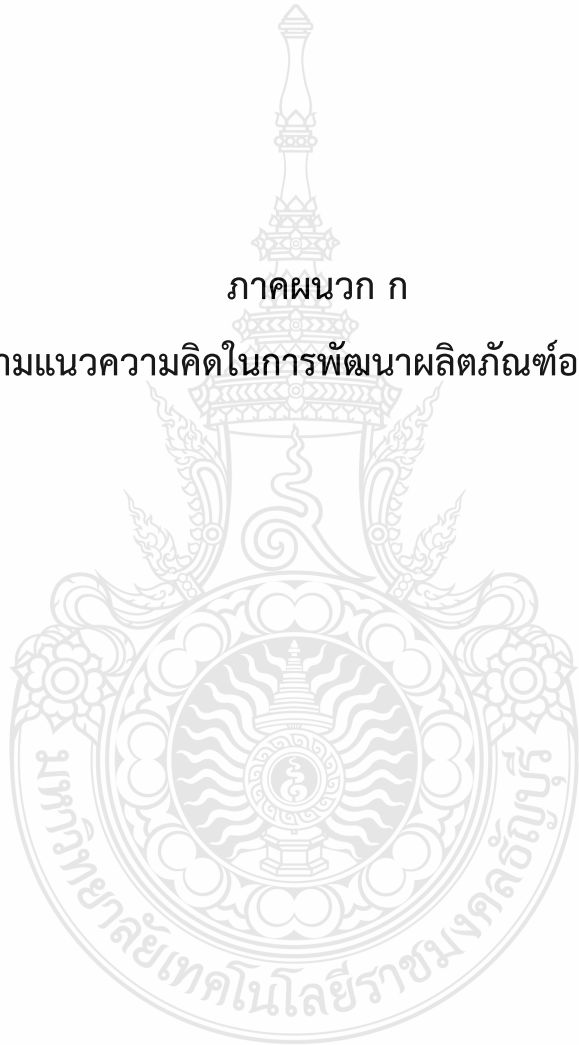 ภาคผนวก ก
ามแนวความคิดในการพัฒนาผลิตภัณฑ์อ
มหาวิทยาลัยเทคโนโลยีราชมงคลธัญบุรี